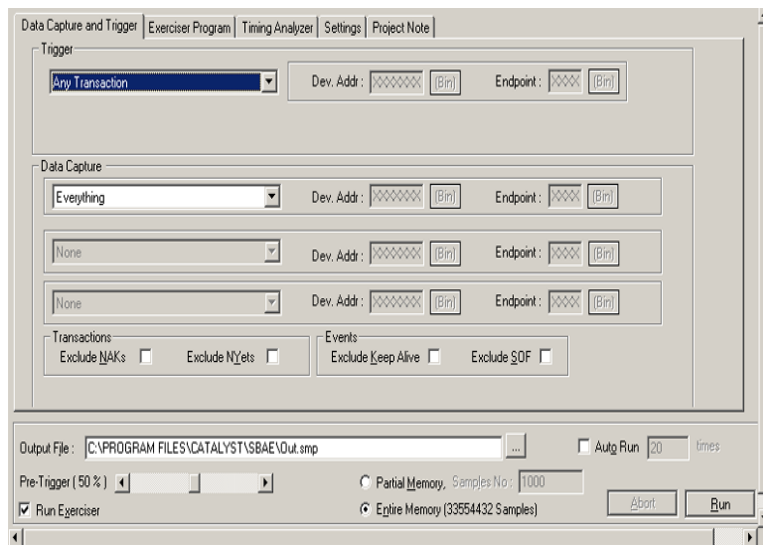 Data Capture and Trigger Exerciser Program Timing Analyzer Settings Project Note
Trigger
Any Transaction Dev. Addr : XXXXXXX (Bin) Endpoint : XXXX (Bin)
Data Capture
Everything Dev. Addr : XXXXXXX (Bin) Endpoint : XXXX (Bin)
None Dev. Addr : XXXXXXX (Bin) Endpoint : XXXX (Bin)
None Dev. Addr : XXXXXXX (Bin) Endpoint : XXXX (Bin)
Transactions Events
Exclude NAKs Exclude NYets Exclude Keep Alive Exclude SOF
Output File : C:\PROGRAM FILES\CATALYST\SBAE\Out.smp ... Auto Run 20 times
Pre-Trigger ( 50 % ) Partial Memory, Samples No : 1000
Run Exerciser Entire Memory (33554432 Samples) Abort Run